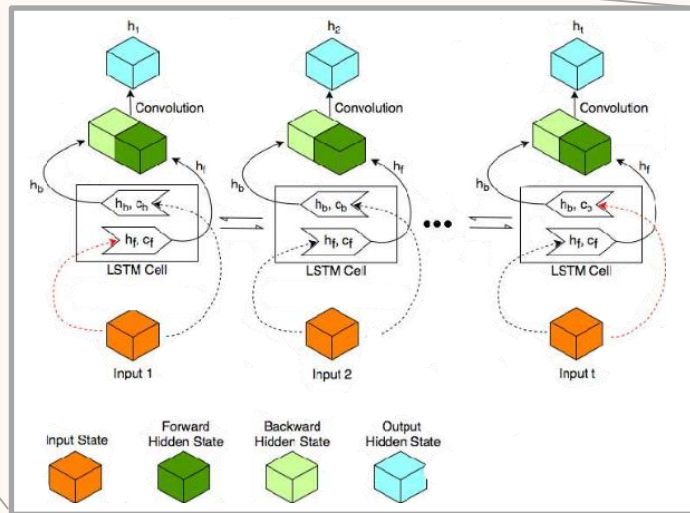 h1 h2 ht
Convolution Convolution Convolution
hf hf hf
hb hb hb
hb, cb hb, cb hb, cb
hf, cf hf, cf hf, cf
LSTM Cell LSTM Cell LSTM Cell
Input 1 Input 2 Input t
Input State
Forward
Hidden State
Backward
Hidden State
Output
Hidden State